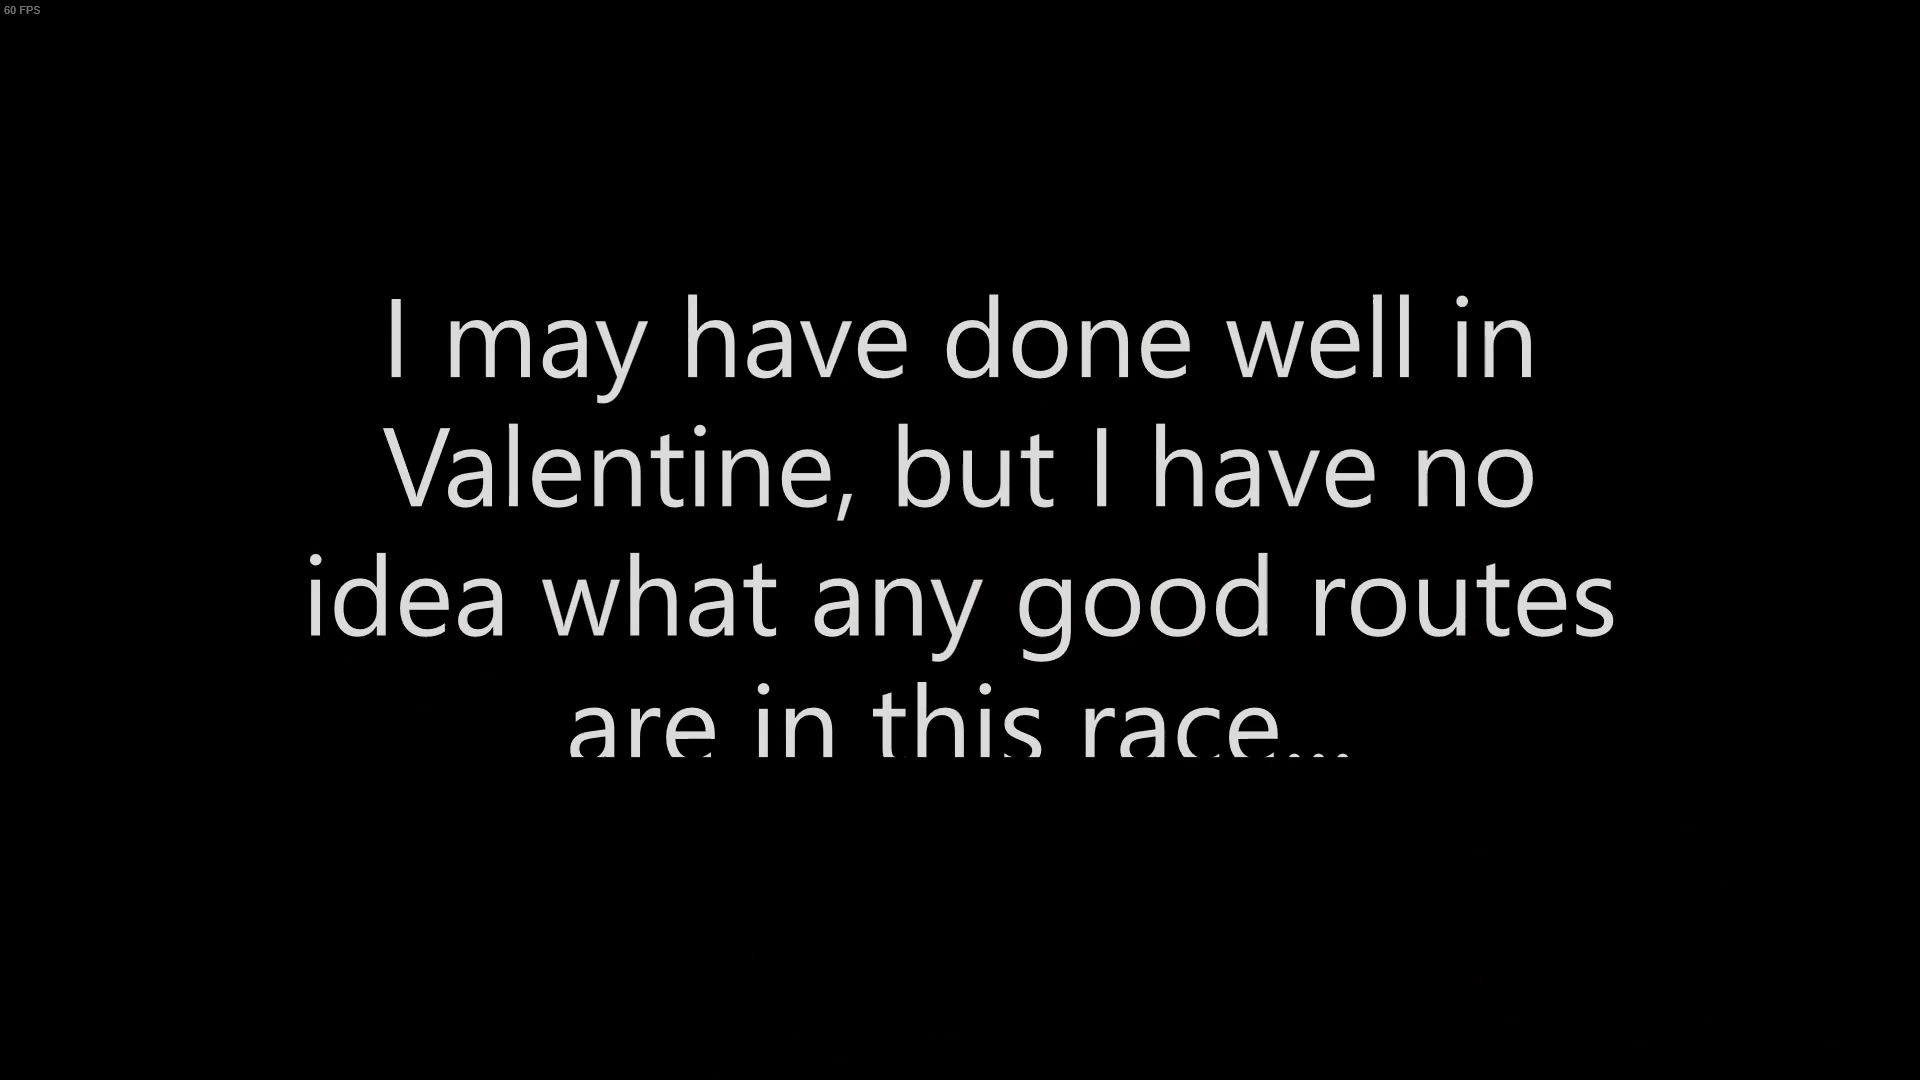 60 FPS
I may have done well in
Valentine, but I have no
idea what any good routes
are in this race...